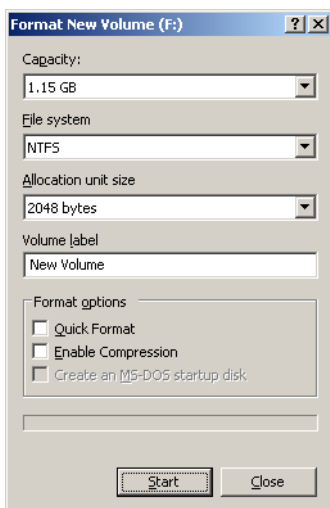 Format New Volume (F:)
Capacity:
1.15 GB
File system
NTFS
Allocation unit size
2048 bytes
Volume label
New Volume
Format options
Quick Format
Enable Compression
Create an MS-DOS startup disk
Start Close